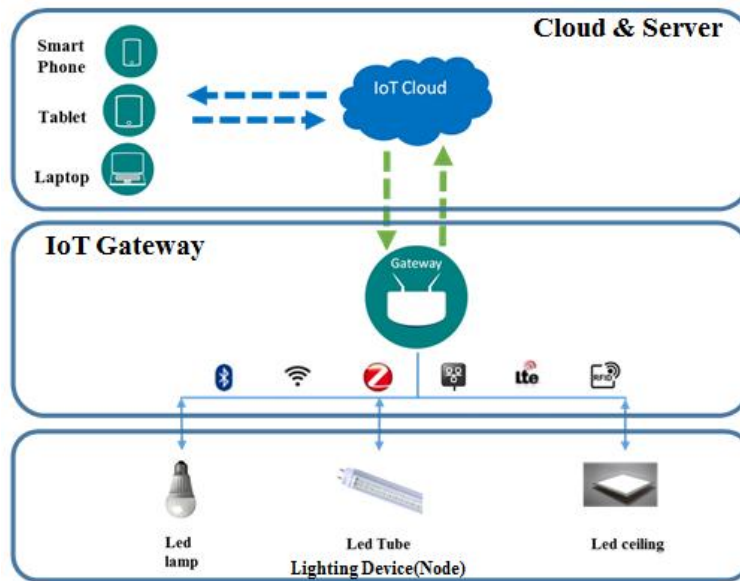 Cloud & Server
Smart
Phone
IoT Cloud
Tablet
Laptop
IoT Gateway
Gateway
Lte
RFID
Led
lamp
Led Tube
Led ceiling
Lighting Device(Node)